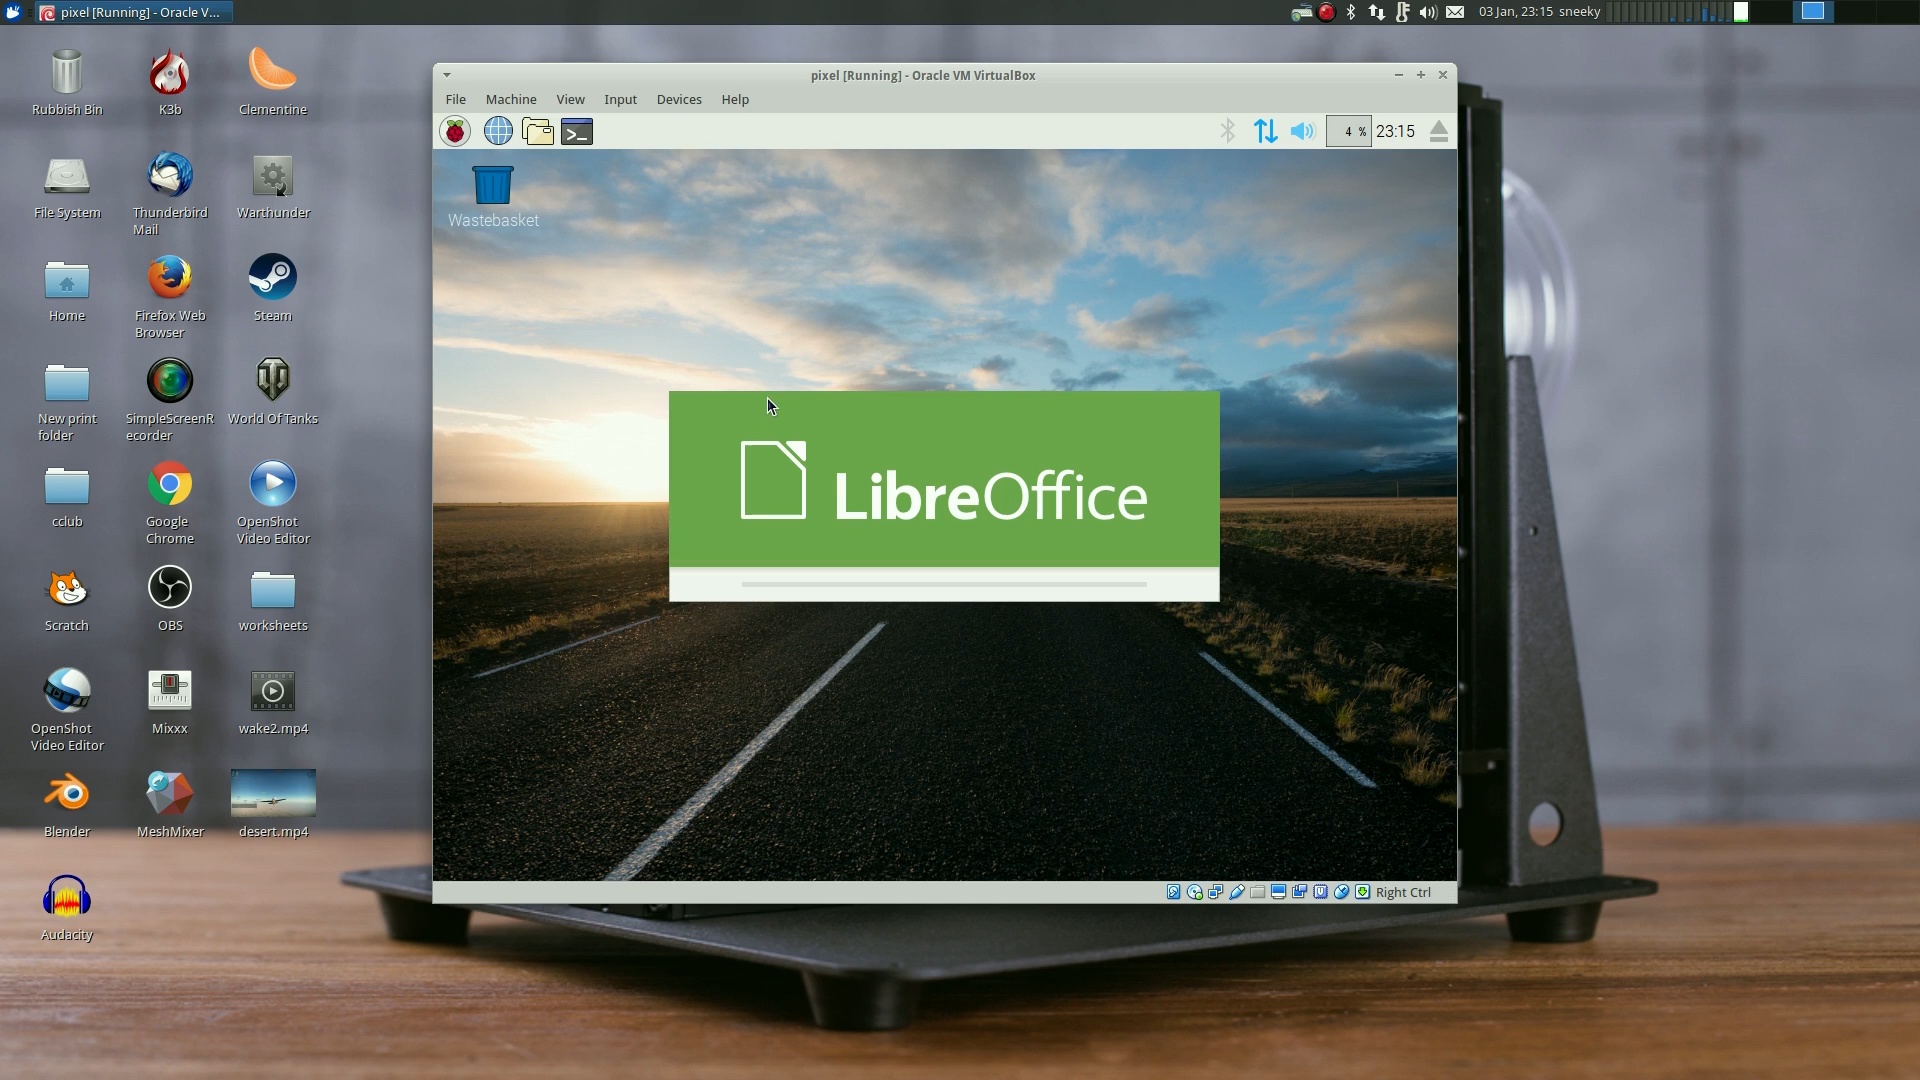 pixel [Running] - Oracle V...
03 Jan, 23:15 sneeky
Rubbish Bin
K3b
Clementine
File System
Thunderbird
Mail
Warthunder
Home
Firefox Web
Browser
Steam
New print
folder
SimpleScreenR
ecorder
World Of Tanks
cclub
Google
Chrome
OpenShot
Video Editor
Scratch
OBS
worksheets
OpenShot
Video Editor
Mixxx
wake2.mp4
Blender
MeshMixer
desert.mp4
Audacity
pixel [Running] - Oracle VM VirtualBox
File Machine View Input Devices Help
4 % 23:15
Wastebasket
LibreOffice
Right Ctrl